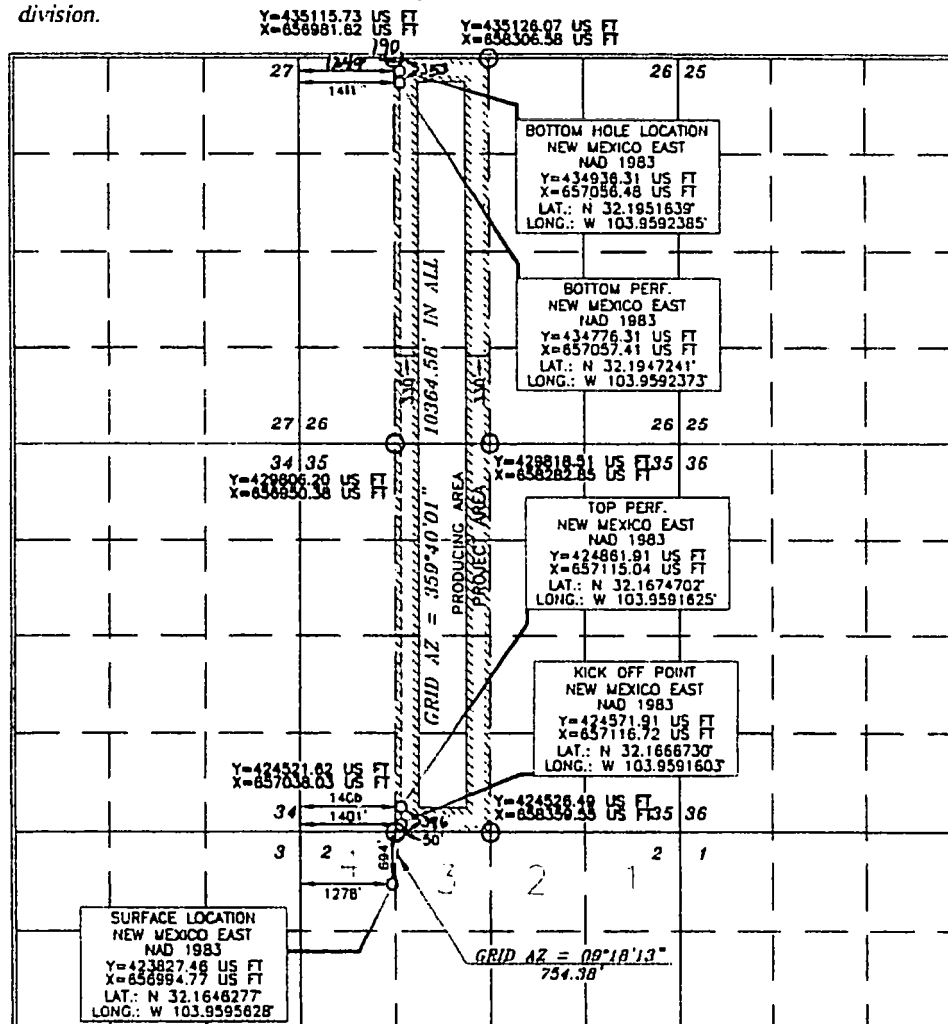 division.
Y=435115.73 US FT
X=656981.62 US FT
Y=435126.07 US FT
X=658306.58 US FT
190
27
1249'
353
1411'
26 25
BOTTOM HOLE LOCATION
NEW MEXICO EAST
NAD 1983
Y=434938.31 US FT
X=657056.48 US FT
LAT.: N 32.1951639°
LONG.: W 103.9592385°
BOTTOM PERF.
NEW MEXICO EAST
NAD 1983
Y=434776.31 US FT
X=657057.41 US FT
LAT.: N 32.1947241°
LONG.: W 103.9592373°
330
330
GRID AZ = 359°40'01" 10364.58' IN ALL
PRODUCING AREA
PROJECT AREA
27 26
26 25
34 35
35 36
Y=429806.20 US FT
X=656950.38 US FT
Y=429818.51 US FT
X=658282.85 US FT
TOP PERF.
NEW MEXICO EAST
NAD 1983
Y=424861.91 US FT
X=657115.04 US FT
LAT.: N 32.1674702°
LONG.: W 103.9591625°
KICK OFF POINT
NEW MEXICO EAST
NAD 1983
Y=424571.91 US FT
X=657116.72 US FT
LAT.: N 32.1666730°
LONG.: W 103.9591603°
Y=424521.62 US FT
X=657038.03 US FT
Y=424526.49 US FT
X=658359.55 US FT
34
1400
1401'
346
50'
35 36
3 2
2 1
4 3 2 1
694'
1278'
SURFACE LOCATION
NEW MEXICO EAST
NAD 1983
Y=423827.46 US FT
X=656994.77 US FT
LAT.: N 32.1646277°
LONG.: W 103.9595628°
GRID AZ = 09°18'13"
754.38'